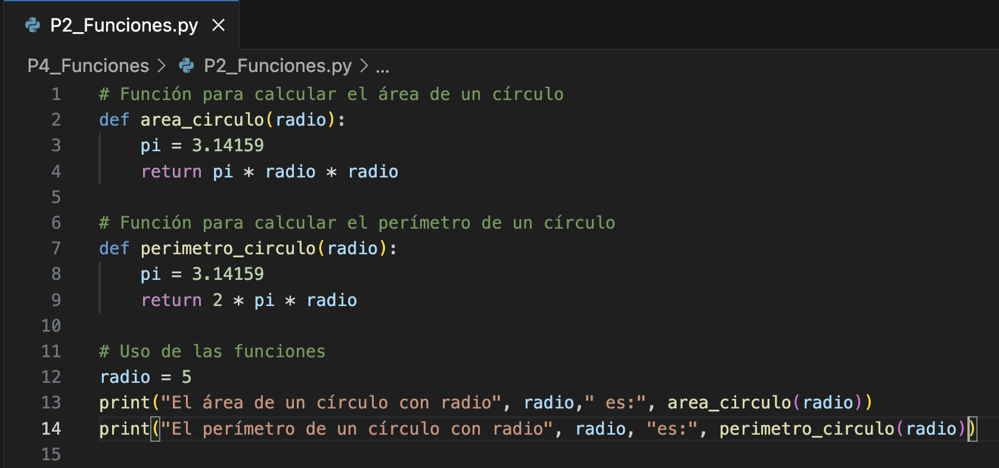 P2_Funciones.py
P4_Funciones > P2_Funciones.py > ...
1 # Función para calcular el área de un círculo
2 def area_circulo(radio):
3     pi = 3.14159
4     return pi * radio * radio
5
6 # Función para calcular el perímetro de un círculo
7 def perimetro_circulo(radio):
8     pi = 3.14159
9     return 2 * pi * radio
10
11 # Uso de las funciones
12 radio = 5
13 print("El área de un círculo con radio", radio," es:", area_circulo(radio))
14 print("El perímetro de un círculo con radio", radio, "es:", perimetro_circulo(radio))
15